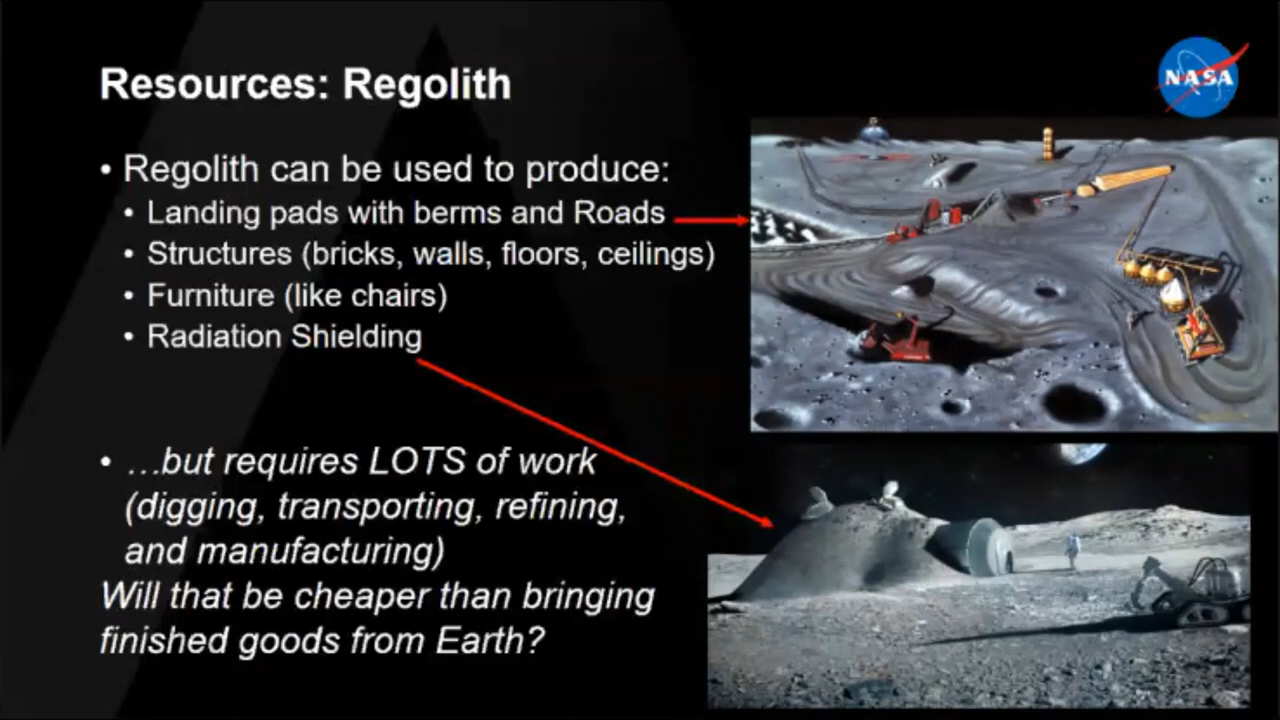 Resources: Regolith
NASA
• Regolith can be used to produce:
• Landing pads with berms and Roads
• Structures (bricks, walls, floors, ceilings)
• Furniture (like chairs)
• Radiation Shielding
• …but requires LOTS of work
(digging, transporting, refining,
and manufacturing)
Will that be cheaper than bringing
finished goods from Earth?